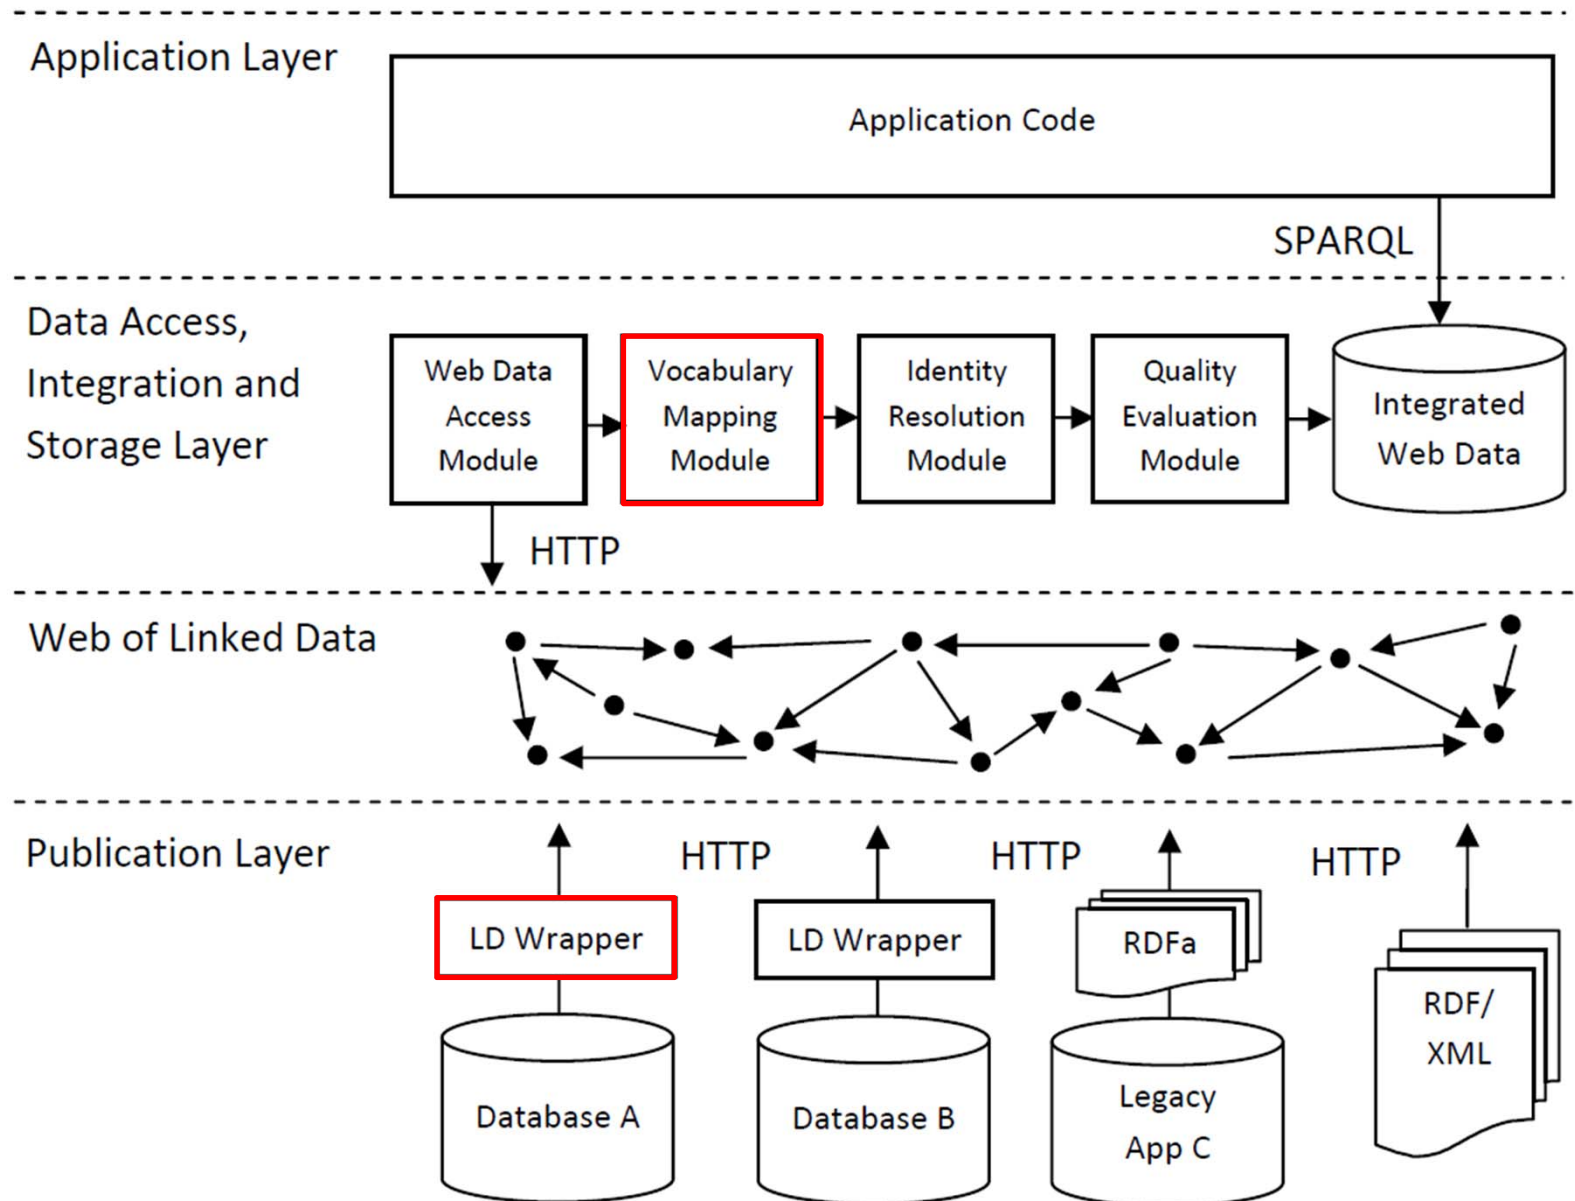 Application Layer
Application Code
SPARQL
Data Access,
Integration and
Storage Layer
Web Data
Access
Module
Vocabulary
Mapping
Module
Identity
Resolution
Module
Quality
Evaluation
Module
Integrated
Web Data
HTTP
Web of Linked Data
Publication Layer
HTTP
HTTP
HTTP
LD Wrapper
LD Wrapper
RDFa
RDF/
XML
Database A
Database B
Legacy
App C